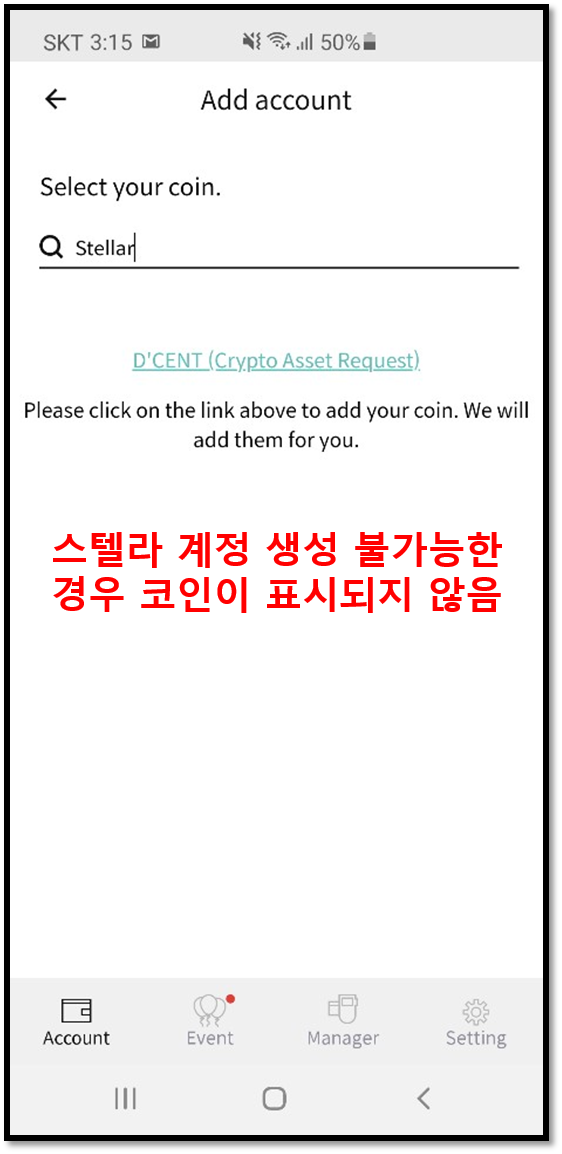 SKT 3:15 50%
Add account
Select your coin.
Stellar
D'CENT (Crypto Asset Request)
Please click on the link above to add your coin. We will
add them for you.
스텔라 계정 생성 불가능한
경우 코인이 표시되지 않음
Account Event Manager Setting